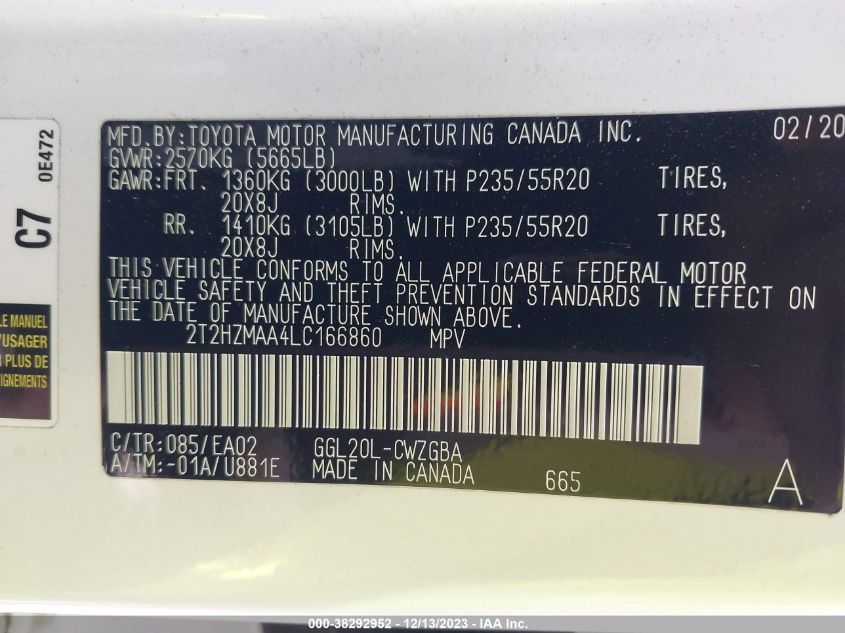 MFD.BY:TOYOTA MOTOR MANUFACTURING CANADA INC. 02/20
GVWR:2570KG (5665LB)
GAWR:FRT. 1360KG (3000LB) WITH P235/55R20 TIRES,
20X8J RIMS.
RR. 1410KG (3105LB) WITH P235/55R20 TIRES,
20X8J RIMS.
THIS VEHICLE CONFORMS TO ALL APPLICABLE FEDERAL MOTOR
VEHICLE SAFETY AND THEFT PREVENTION STANDARDS IN EFFECT ON
THE DATE OF MANUFACTURE SHOWN ABOVE.
2T2HZMAA4LC166860 MPV
C/TR:085/EA02 GGL20L-CWZGBA
A/TM:-01A/U881E MADE IN CANADA 665 A
C7 0E472
LE MANUEL
'USAGER
R PLUS DE
IGNEMENTS
000-38292952 - 12/13/2023 - IAA Inc.